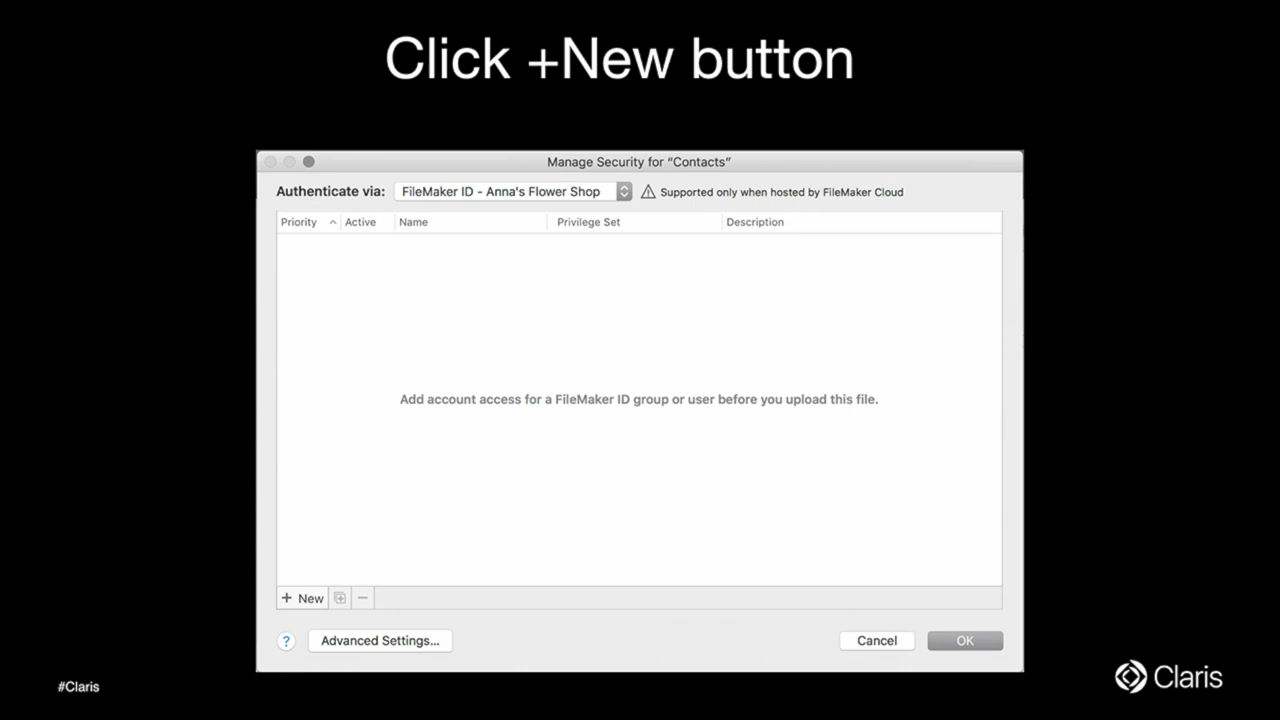 Click +New button
Manage Security for “Contacts”
Authenticate via: FileMaker ID - Anna's Flower Shop Supported only when hosted by FileMaker Cloud
Priority Active Name Privilege Set Description
Add account access for a FileMaker ID group or user before you upload this file.
+ New
? Advanced Settings... Cancel OK
#Claris
Claris